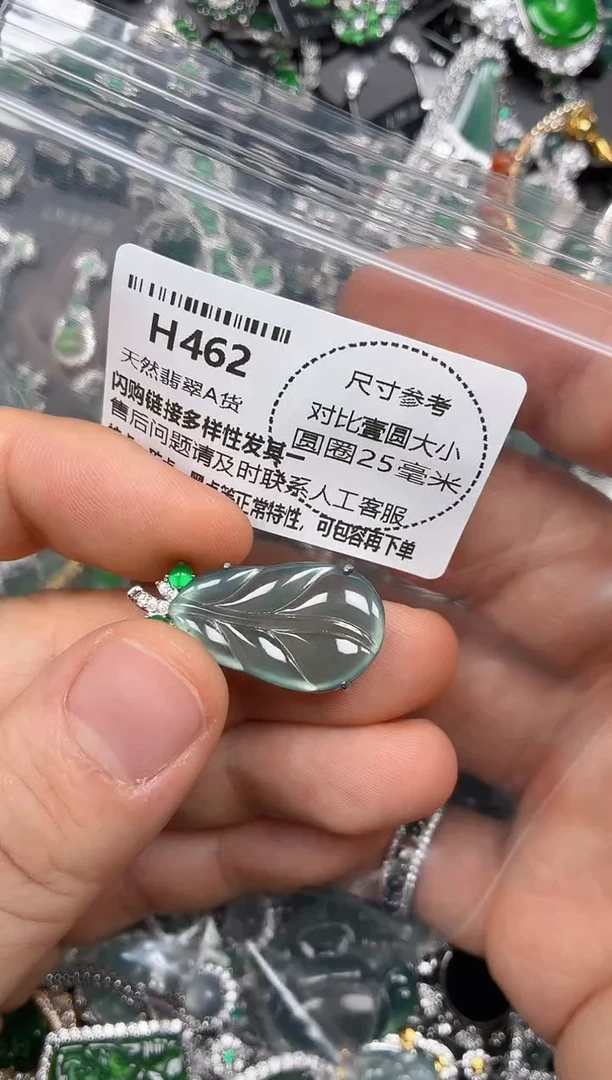 H462
天然翡翠A货
闪购链接多样性发其一
售后问题请及时联系人工客服
正常特性，可包容再下单
尺寸参考
对比壹圆大小
圆圈25毫米